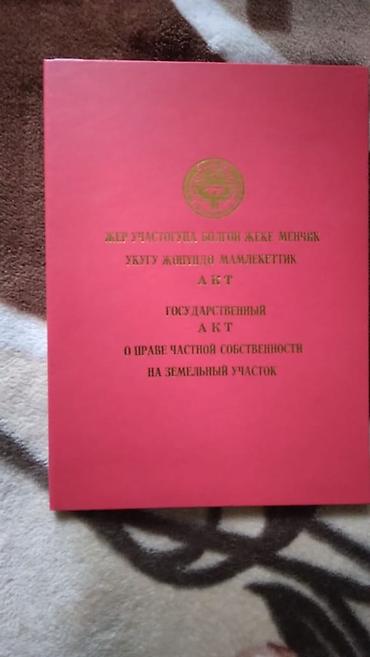 ЖЕР УЧАСТОГУНА БОЛГОН ЖЕКЕ МЕНЧИК
УКУГУ ЖӨНҮНДӨ МАМЛЕКЕТТИК
АКТ
ГОСУДАРСТВЕННЫЙ
АКТ
О ПРАВЕ ЧАСТНОЙ СОБСТВЕННОСТИ
НА ЗЕМЕЛЬНЫЙ УЧАСТОК